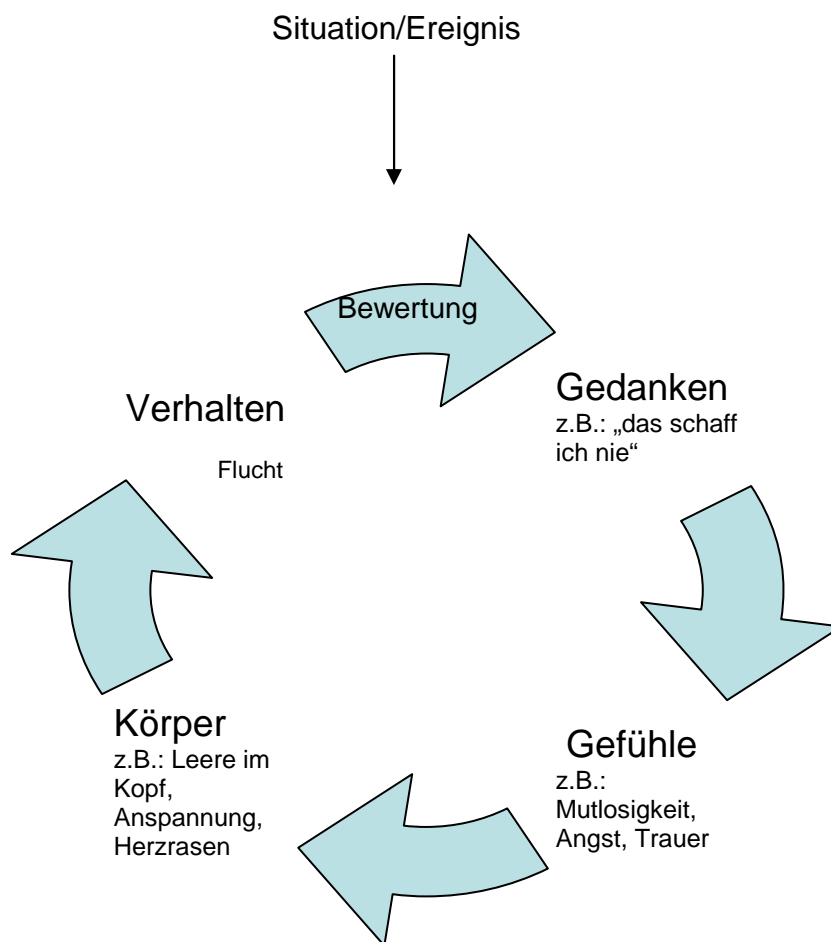 Situation/Ereignis
Bewertung
Gedanken
z.B.: „das schaff
ich nie“
Verhalten
Flucht
Körper
z.B.: Leere im
Kopf,
Anspannung,
Herzrasen
Gefühle
z.B.:
Mutlosigkeit,
Angst, Trauer